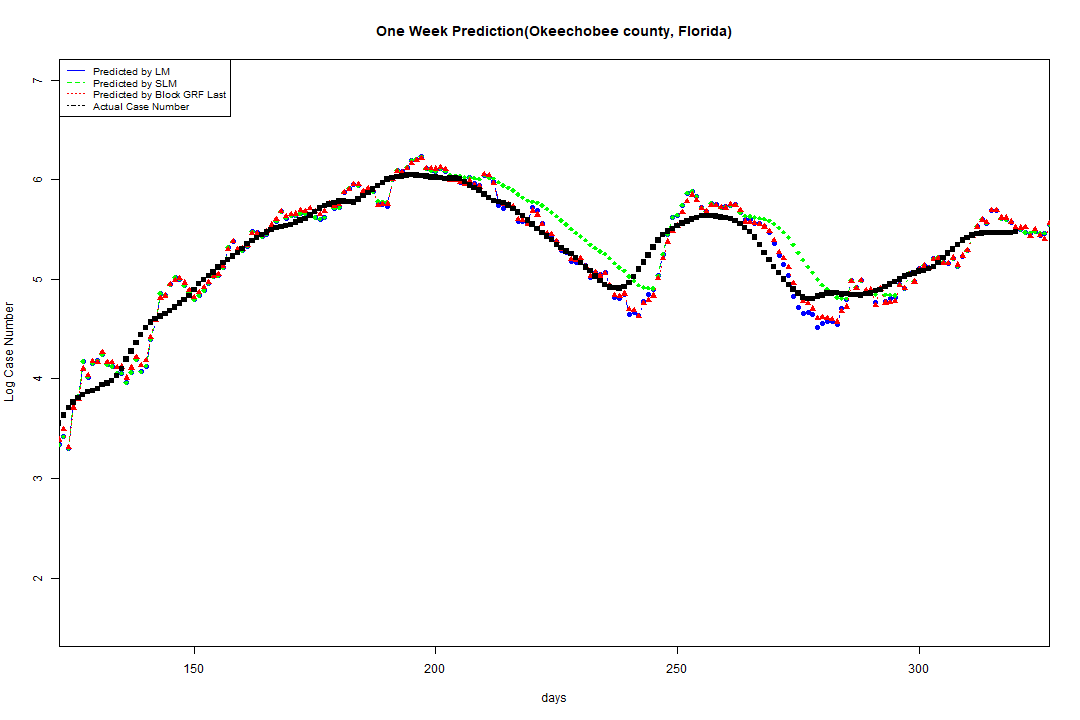 One Week Prediction(Okeechobee county, Florida)
Predicted by LM
Predicted by SLM
Predicted by Block GRF Last
Actual Case Number
7
6
5
4
3
2
Log Case Number
150 200 250 300
days